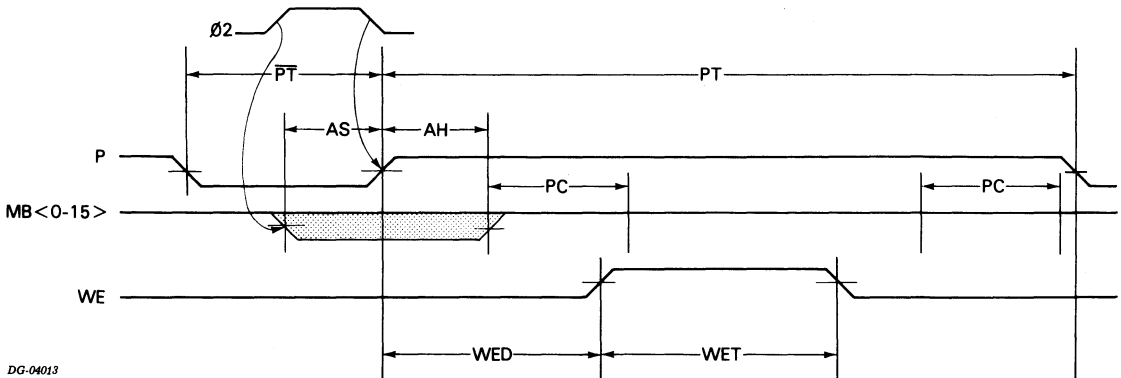 Ø2
PT PT
AS AH
P
PC PC
MB<0-15>
WE
WED WET
DG-04013